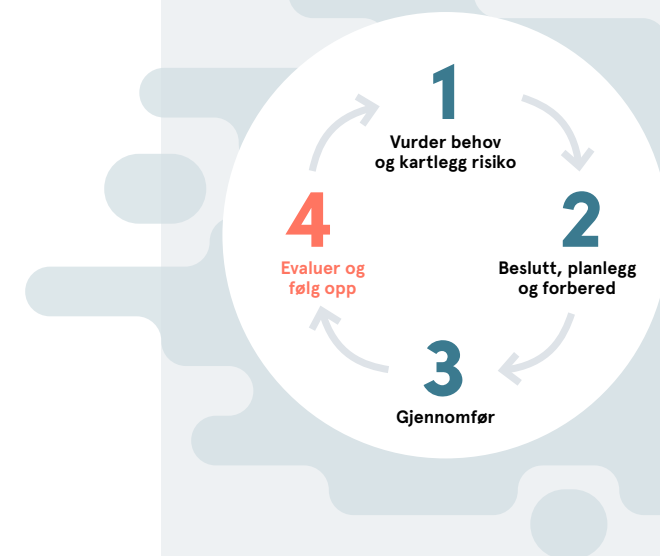 1
Vurder behov
og kartlegg risiko
2
Beslutt, planlegg
og forbered
3
Gjennomfør
4
Evaluer og
følg opp